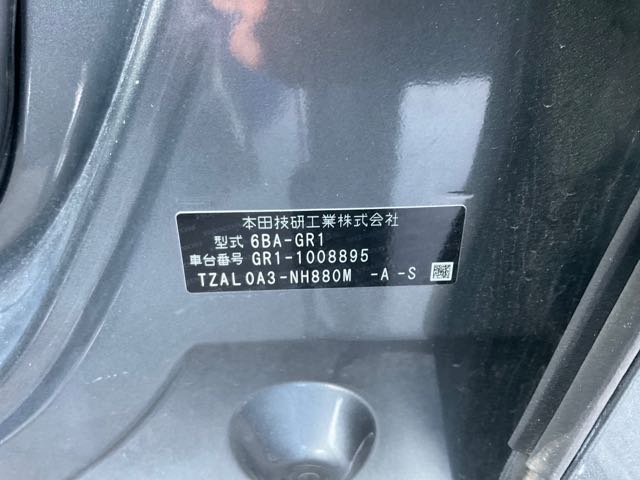 本田技研工業株式会社
型式 6BA-GR1
車台番号 GR1-1008895
TZAL0A3-NH880M -A-S